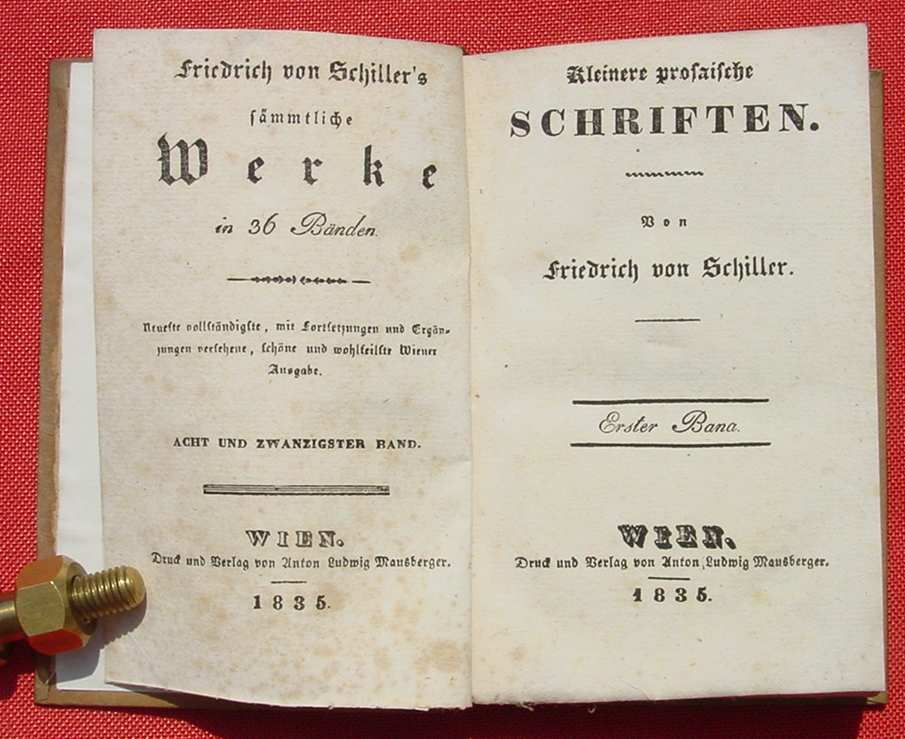 Friedrich von Schiller's
sämmtliche
Werke
in 36 Bänden.
Neueste vollständigste, mit Fortsetzungen und Ergän-
zungen versehene, schöne und wohlfeilste Wiener
Ausgabe.
ACHT UND ZWANZIGSTER BAND.
WIEN.
Druck und Verlag von Anton Ludwig Mausberger.
1835.
Kleinere prosaische
SCHRIFTEN.
Von
Friedrich von Schiller.
Erster Band.
WIEN.
Druck und Verlag von Anton Ludwig Mausberger.
1835.